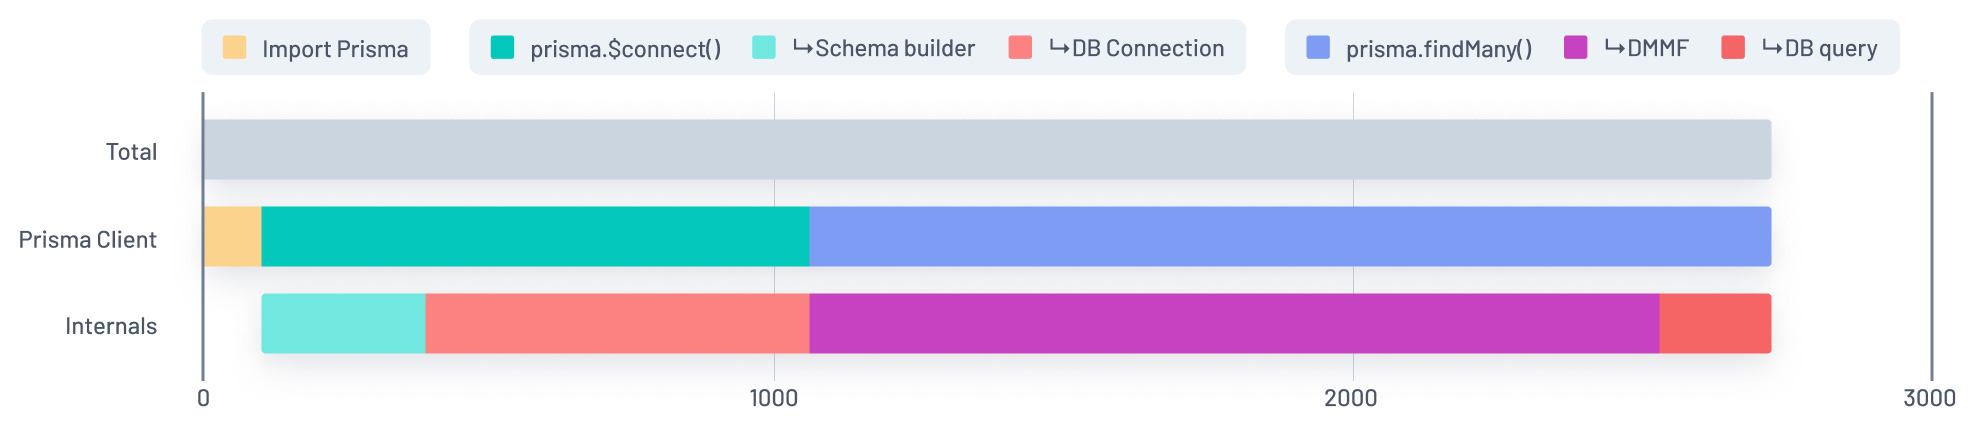 Import Prisma
prisma.$connect() ↳Schema builder ↳DB Connection
prisma.findMany() ↳DMMF ↳DB query
Total
Prisma Client
Internals
0 1000 2000 3000